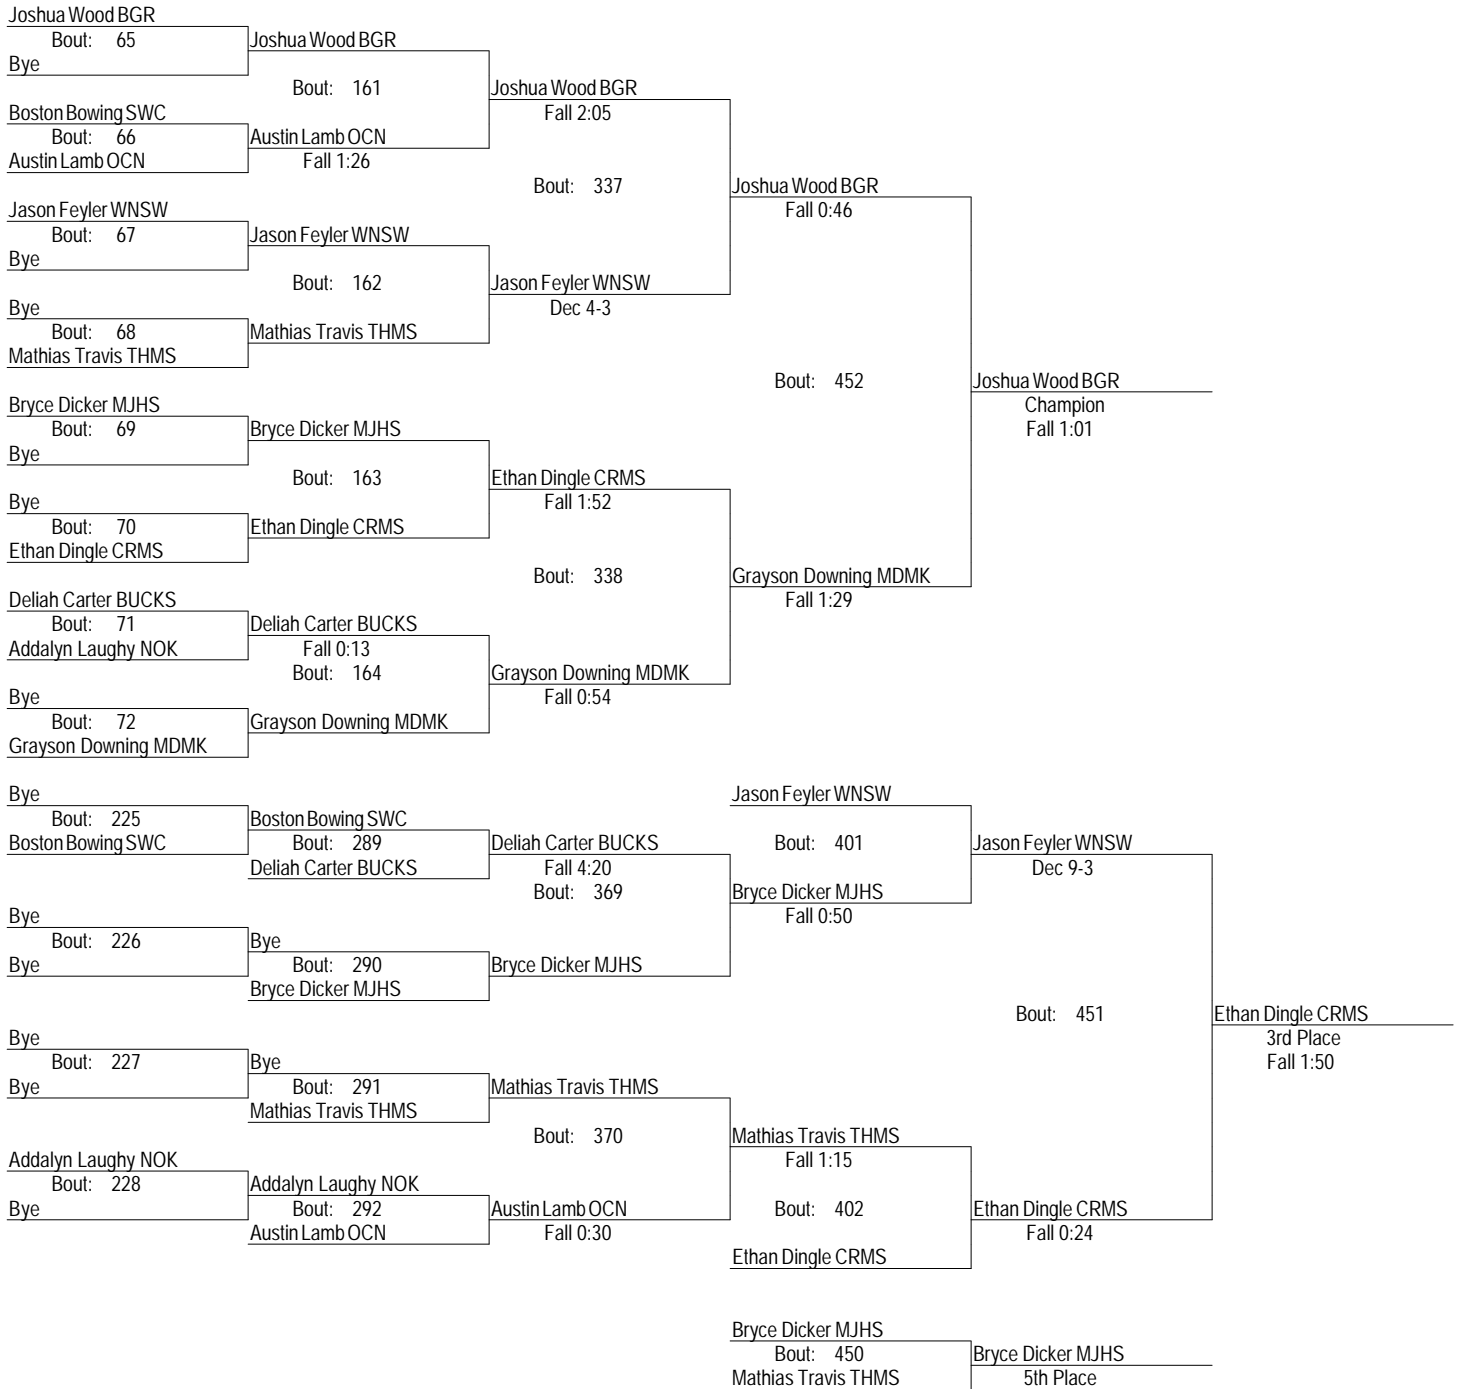 Joshua Wood BGR
Bout: 65
Joshua Wood BGR
Bye
Bout: 161
Joshua Wood BGR
Boston Bowing SWC
Fall 2:05
Bout: 66
Austin Lamb OCN
Austin Lamb OCN
Fall 1:26
Bout: 337
Joshua Wood BGR
Jason Feyler WNSW
Fall 0:46
Bout: 67
Jason Feyler WNSW
Bye
Bout: 162
Jason Feyler WNSW
Bye
Dec 4-3
Bout: 68
Mathias Travis THMS
Mathias Travis THMS
Bout: 452
Joshua Wood BGR
Bryce Dicker MJHS
Champion
Bout: 69
Bryce Dicker MJHS
Fall 1:01
Bye
Bout: 163
Ethan Dingle CRMS
Bye
Fall 1:52
Bout: 70
Ethan Dingle CRMS
Ethan Dingle CRMS
Bout: 338
Grayson Downing MDMK
Deliah Carter BUCKS
Fall 1:29
Bout: 71
Deliah Carter BUCKS
Addalyn Laughy NOK
Fall 0:13
Bout: 164
Grayson Downing MDMK
Bye
Fall 0:54
Bout: 72
Grayson Downing MDMK
Grayson Downing MDMK
Bye
Jason Feyler WNSW
Bout: 225
Boston Bowing SWC
Boston Bowing SWC
Bout: 289
Deliah Carter BUCKS
Bout: 401
Jason Feyler WNSW
Deliah Carter BUCKS
Fall 4:20
Dec 9-3
Bout: 369
Bryce Dicker MJHS
Bye
Fall 0:50
Bout: 226
Bye
Bye
Bout: 290
Bryce Dicker MJHS
Bryce Dicker MJHS
Bout: 451
Ethan Dingle CRMS
Bye
3rd Place
Bout: 227
Bye
Fall 1:50
Bye
Bout: 291
Mathias Travis THMS
Mathias Travis THMS
Bout: 370
Mathias Travis THMS
Addalyn Laughy NOK
Fall 1:15
Bout: 228
Addalyn Laughy NOK
Bye
Bout: 292
Austin Lamb OCN
Bout: 402
Ethan Dingle CRMS
Austin Lamb OCN
Fall 0:30
Fall 0:24
Ethan Dingle CRMS
Bryce Dicker MJHS
Bout: 450
Bryce Dicker MJHS
Mathias Travis THMS
5th Place